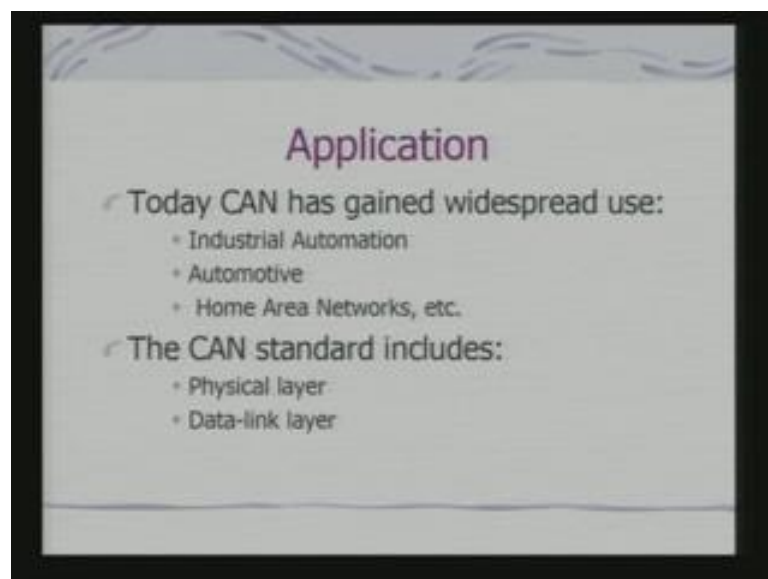 Application
Today CAN has gained widespread use:
Industrial Automation
Automotive
Home Area Networks, etc.
The CAN standard includes:
Physical layer
Data-link layer